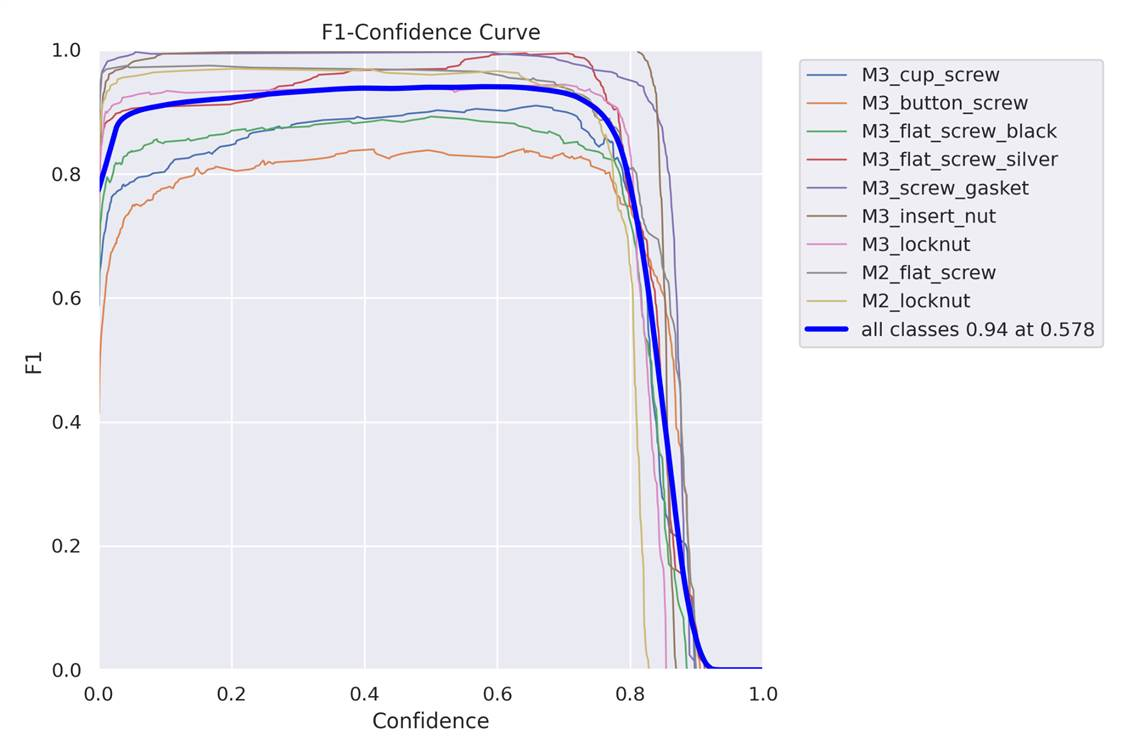 F1-Confidence Curve
1.0
0.8
0.6
0.4
0.2
0.0
F1
0.0 0.2 0.4 0.6 0.8 1.0
Confidence
M3_cup_screw
M3_button_screw
M3_flat_screw_black
M3_flat_screw_silver
M3_screw_gasket
M3_insert_nut
M3_locknut
M2_flat_screw
M2_locknut
all classes 0.94 at 0.578